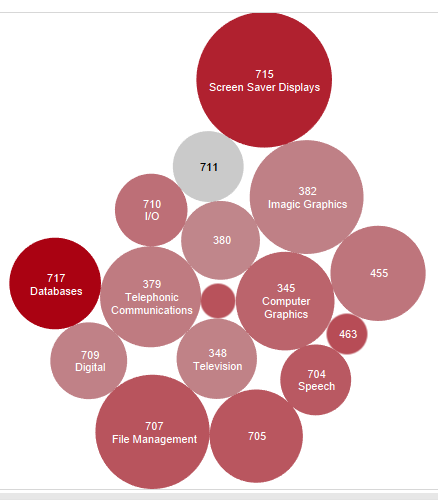 715
Screen Saver Displays
711
382
Imagic Graphics
710
I/O
380
455
717
Databases
379
Telephonic
Communications
345
Computer
Graphics
463
709
Digital
348
Television
704
Speech
707
File Management
705